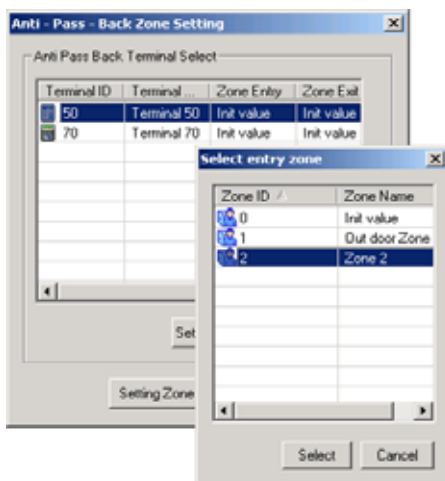 Anti - Pass - Back Zone Setting
Anti Pass Back Terminal Select
Terminal ID Terminal ... Zone Entry Zone Exit
50 Terminal 50 Init value Init value
70 Terminal 70 Init value Init value
Select entry zone
Zone ID Zone Name
0 Init value
1 Out door Zone
2 Zone 2
Set
Setting Zone
Select Cancel